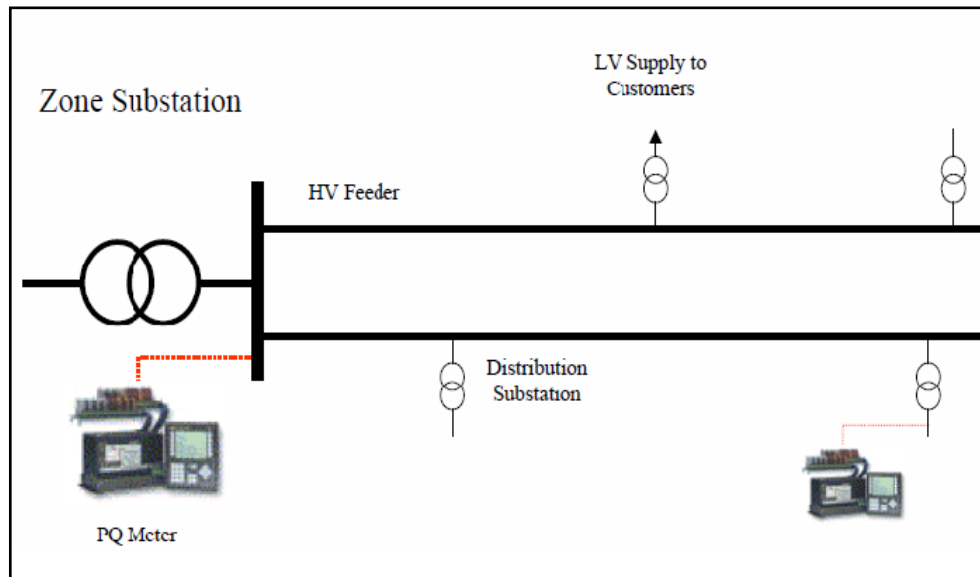 LV Supply to
Customers
Zone Substation
HV Feeder
Distribution
Substation
PQ Meter